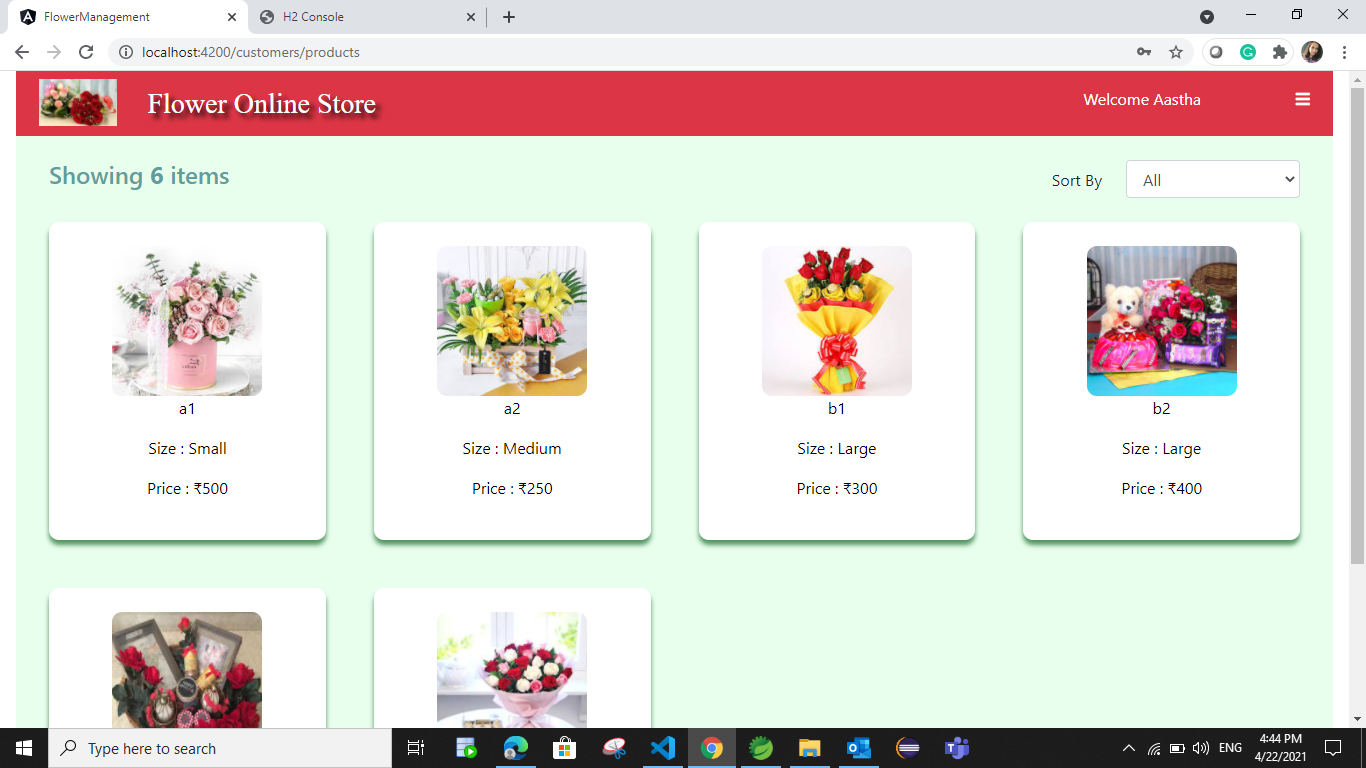 FlowerManagement
H2 Console
localhost:4200/customers/products
Flower Online Store
Welcome Aastha
Showing 6 items
Sort By
All
a1
Size : Small
Price : ₹500
a2
Size : Medium
Price : ₹250
b1
Size : Large
Price : ₹300
b2
Size : Large
Price : ₹400
Type here to search
ENG
4:44 PM
4/22/2021